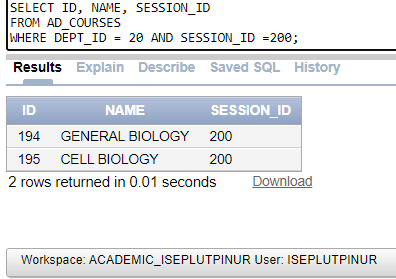 SELECT ID, NAME, SESSION_ID
FROM AD_COURSES
WHERE DEPT_ID = 20 AND SESSION_ID =200;
Results Explain Describe Saved SQL History
ID NAME SESSION_ID
194 GENERAL BIOLOGY 200
195 CELL BIOLOGY 200
2 rows returned in 0.01 seconds Download
Workspace: ACADEMIC_ISEPLUTPINUR User: ISEPLUTPINUR